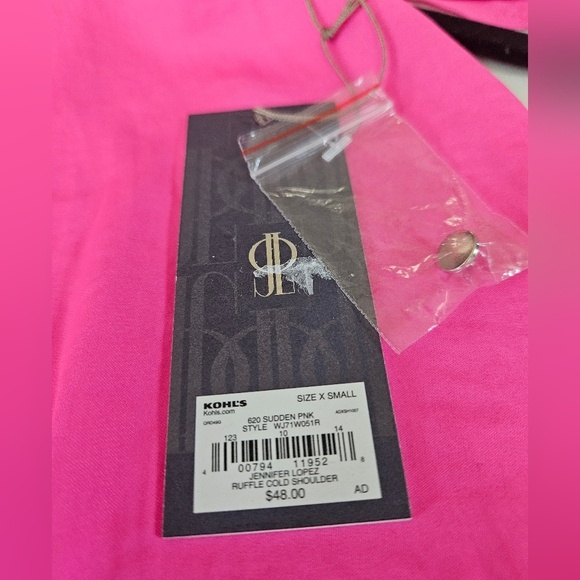 JL
KOHL'S SIZE X SMALL
Kohls.com
620 SUDDEN PNK
STYLE WJ71W051R
123 10 14
4 00794 11952 8
JENNIFER LOPEZ
RUFFLE COLD SHOULDER
$48.00 AD